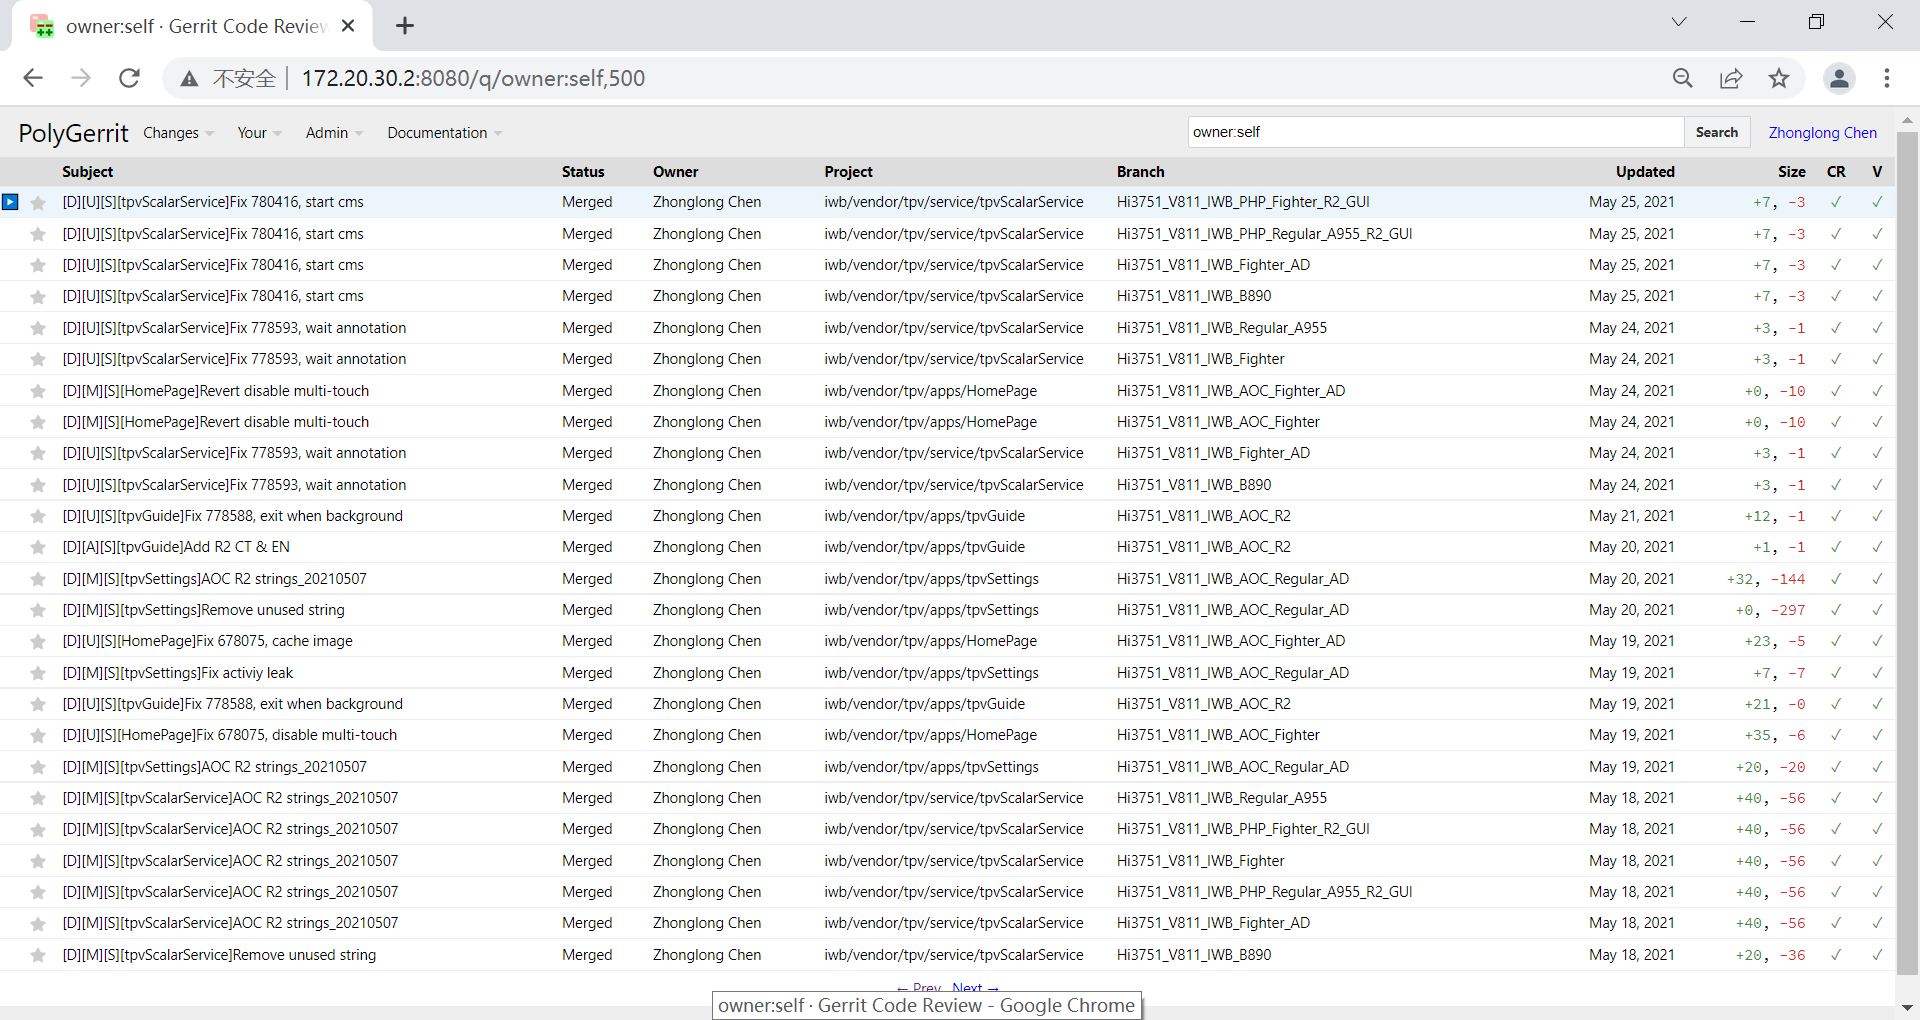 owner:self · Gerrit Code Review
不安全 172.20.30.2:8080/q/owner:self,500
PolyGerrit Changes Your Admin Documentation owner:self Search Zhonglong Chen
Subject Status Owner Project Branch Updated Size CR V
[D][U][S][tpvScalarService]Fix 780416, start cms Merged Zhonglong Chen iwb/vendor/tpv/service/tpvScalarService Hi3751_V811_IWB_PHP_Fighter_R2_GUI May 25, 2021 +7, -3 ✓ ✓
[D][U][S][tpvScalarService]Fix 780416, start cms Merged Zhonglong Chen iwb/vendor/tpv/service/tpvScalarService Hi3751_V811_IWB_PHP_Regular_A955_R2_GUI May 25, 2021 +7, -3 ✓ ✓
[D][U][S][tpvScalarService]Fix 780416, start cms Merged Zhonglong Chen iwb/vendor/tpv/service/tpvScalarService Hi3751_V811_IWB_Fighter_AD May 25, 2021 +7, -3 ✓ ✓
[D][U][S][tpvScalarService]Fix 780416, start cms Merged Zhonglong Chen iwb/vendor/tpv/service/tpvScalarService Hi3751_V811_IWB_B890 May 25, 2021 +7, -3 ✓ ✓
[D][U][S][tpvScalarService]Fix 778593, wait annotation Merged Zhonglong Chen iwb/vendor/tpv/service/tpvScalarService Hi3751_V811_IWB_Regular_A955 May 24, 2021 +3, -1 ✓ ✓
[D][U][S][tpvScalarService]Fix 778593, wait annotation Merged Zhonglong Chen iwb/vendor/tpv/service/tpvScalarService Hi3751_V811_IWB_Fighter May 24, 2021 +3, -1 ✓ ✓
[D][M][S][HomePage]Revert disable multi-touch Merged Zhonglong Chen iwb/vendor/tpv/apps/HomePage Hi3751_V811_IWB_AOC_Fighter_AD May 24, 2021 +0, -10 ✓ ✓
[D][M][S][HomePage]Revert disable multi-touch Merged Zhonglong Chen iwb/vendor/tpv/apps/HomePage Hi3751_V811_IWB_AOC_Fighter May 24, 2021 +0, -10 ✓ ✓
[D][U][S][tpvScalarService]Fix 778593, wait annotation Merged Zhonglong Chen iwb/vendor/tpv/service/tpvScalarService Hi3751_V811_IWB_Fighter_AD May 24, 2021 +3, -1 ✓ ✓
[D][U][S][tpvScalarService]Fix 778593, wait annotation Merged Zhonglong Chen iwb/vendor/tpv/service/tpvScalarService Hi3751_V811_IWB_B890 May 24, 2021 +3, -1 ✓ ✓
[D][U][S][tpvGuide]Fix 778588, exit when background Merged Zhonglong Chen iwb/vendor/tpv/apps/tpvGuide Hi3751_V811_IWB_AOC_R2 May 21, 2021 +12, -1 ✓ ✓
[D][A][S][tpvGuide]Add R2 CT & EN Merged Zhonglong Chen iwb/vendor/tpv/apps/tpvGuide Hi3751_V811_IWB_AOC_R2 May 20, 2021 +1, -1 ✓ ✓
[D][M][S][tpvSettings]AOC R2 strings_20210507 Merged Zhonglong Chen iwb/vendor/tpv/apps/tpvSettings Hi3751_V811_IWB_AOC_Regular_AD May 20, 2021 +32, -144 ✓ ✓
[D][M][S][tpvSettings]Remove unused string Merged Zhonglong Chen iwb/vendor/tpv/apps/tpvSettings Hi3751_V811_IWB_AOC_Regular_AD May 20, 2021 +0, -297 ✓ ✓
[D][U][S][HomePage]Fix 678075, cache image Merged Zhonglong Chen iwb/vendor/tpv/apps/HomePage Hi3751_V811_IWB_AOC_Fighter_AD May 19, 2021 +23, -5 ✓ ✓
[D][M][S][tpvSettings]Fix activiy leak Merged Zhonglong Chen iwb/vendor/tpv/apps/tpvSettings Hi3751_V811_IWB_AOC_Regular_AD May 19, 2021 +7, -7 ✓ ✓
[D][U][S][tpvGuide]Fix 778588, exit when background Merged Zhonglong Chen iwb/vendor/tpv/apps/tpvGuide Hi3751_V811_IWB_AOC_R2 May 19, 2021 +21, -0 ✓ ✓
[D][U][S][HomePage]Fix 678075, disable multi-touch Merged Zhonglong Chen iwb/vendor/tpv/apps/HomePage Hi3751_V811_IWB_AOC_Fighter May 19, 2021 +35, -6 ✓ ✓
[D][M][S][tpvSettings]AOC R2 strings_20210507 Merged Zhonglong Chen iwb/vendor/tpv/apps/tpvSettings Hi3751_V811_IWB_AOC_Regular_AD May 19, 2021 +20, -20 ✓ ✓
[D][M][S][tpvScalarService]AOC R2 strings_20210507 Merged Zhonglong Chen iwb/vendor/tpv/service/tpvScalarService Hi3751_V811_IWB_Regular_A955 May 18, 2021 +40, -56 ✓ ✓
[D][M][S][tpvScalarService]AOC R2 strings_20210507 Merged Zhonglong Chen iwb/vendor/tpv/service/tpvScalarService Hi3751_V811_IWB_PHP_Fighter_R2_GUI May 18, 2021 +40, -56 ✓ ✓
[D][M][S][tpvScalarService]AOC R2 strings_20210507 Merged Zhonglong Chen iwb/vendor/tpv/service/tpvScalarService Hi3751_V811_IWB_Fighter May 18, 2021 +40, -56 ✓ ✓
[D][M][S][tpvScalarService]AOC R2 strings_20210507 Merged Zhonglong Chen iwb/vendor/tpv/service/tpvScalarService Hi3751_V811_IWB_PHP_Regular_A955_R2_GUI May 18, 2021 +40, -56 ✓ ✓
[D][M][S][tpvScalarService]AOC R2 strings_20210507 Merged Zhonglong Chen iwb/vendor/tpv/service/tpvScalarService Hi3751_V811_IWB_Fighter_AD May 18, 2021 +40, -56 ✓ ✓
[D][M][S][tpvScalarService]Remove unused string Merged Zhonglong Chen iwb/vendor/tpv/service/tpvScalarService Hi3751_V811_IWB_B890 May 18, 2021 +20, -36 ✓ ✓
← Prev Next →
owner:self · Gerrit Code Review - Google Chrome